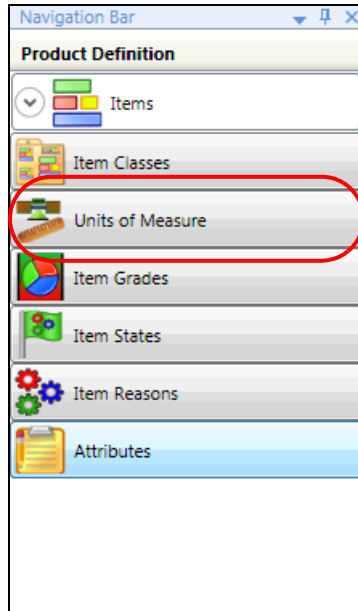 Navigation Bar
Product Definition
Items
Item Classes
Units of Measure
Item Grades
Item States
Item Reasons
Attributes